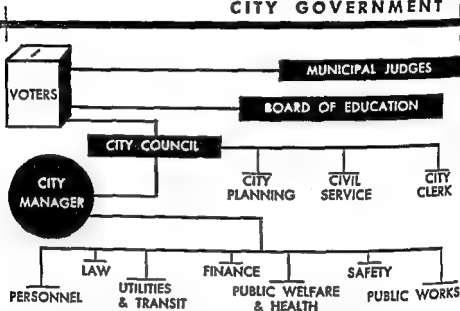 CITY GOVERNMENT
MUNICIPAL JUDGES
VOTERS
BOARD OF EDUCATION
CITY COUNCIL
CITY
MANAGER
CITY
PLANNING
CIVIL
SERVICE
CITY
CLERK
PERSONNEL
LAW
UTILITIES
& TRANSIT
FINANCE
PUBLIC WELFARE
& HEALTH
SAFETY
PUBLIC WORKS